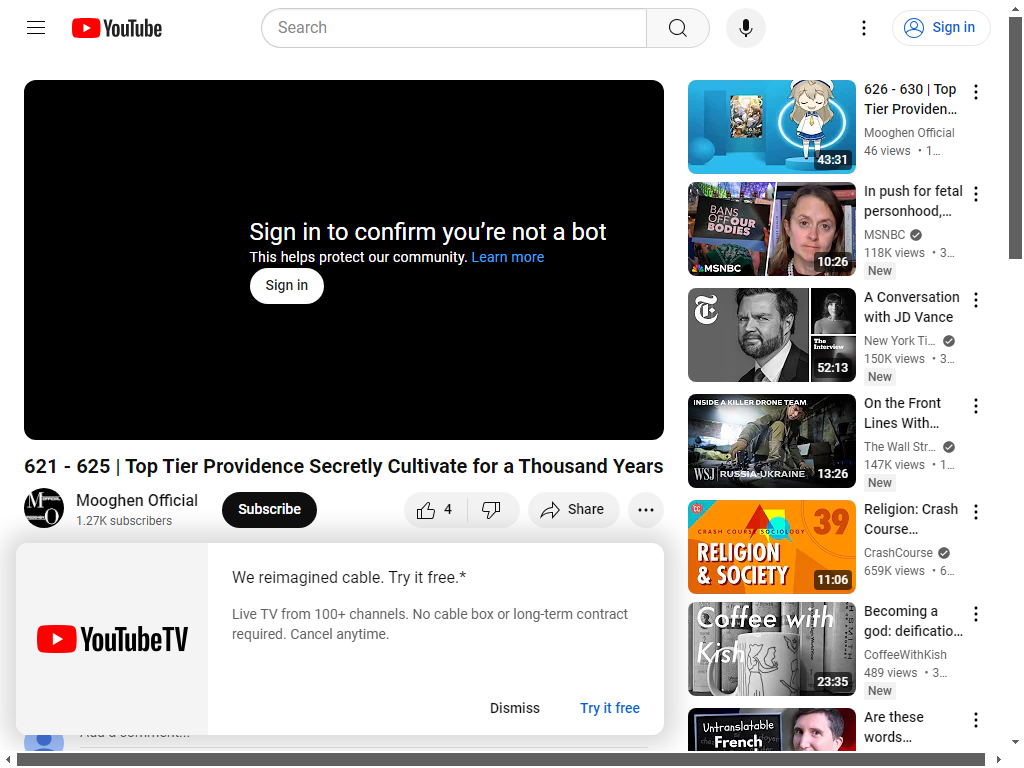 YouTube
Search
Sign in
Sign in to confirm you’re not a bot
This helps protect our community. Learn more
Sign in
621 - 625 | Top Tier Providence Secretly Cultivate for a Thousand Years
Mooghen Official
1.27K subscribers
Subscribe
4
Share
We reimagined cable. Try it free.*
Live TV from 100+ channels. No cable box or long-term contract
required. Cancel anytime.
YouTubeTV
Dismiss
Try it free
Add a comment...
43:31
626 - 630 | Top
Tier Providen...
Mooghen Official
46 views • 1...
BANS
OFF OUR
BODIES
MSNBC
10:26
In push for fetal
personhood,...
MSNBC
118K views • 3...
New
The
Interview
52:13
A Conversation
with JD Vance
New York Ti...
150K views • 3...
New
INSIDE A KILLER DRONE TEAM
WSJ RUSSIA-UKRAINE
13:26
On the Front
Lines With...
The Wall Str...
147K views • 1...
New
CC
CRASH COURSE SOCIOLOGY
39
RELIGION
& SOCIETY
11:06
Religion: Crash
Course...
CrashCourse
659K views • 6...
Coffee with
Kish
23:35
Becoming a
god: deificatio...
CoffeeWithKish
489 views • 3...
New
Untranslatable
French
Are these
words...